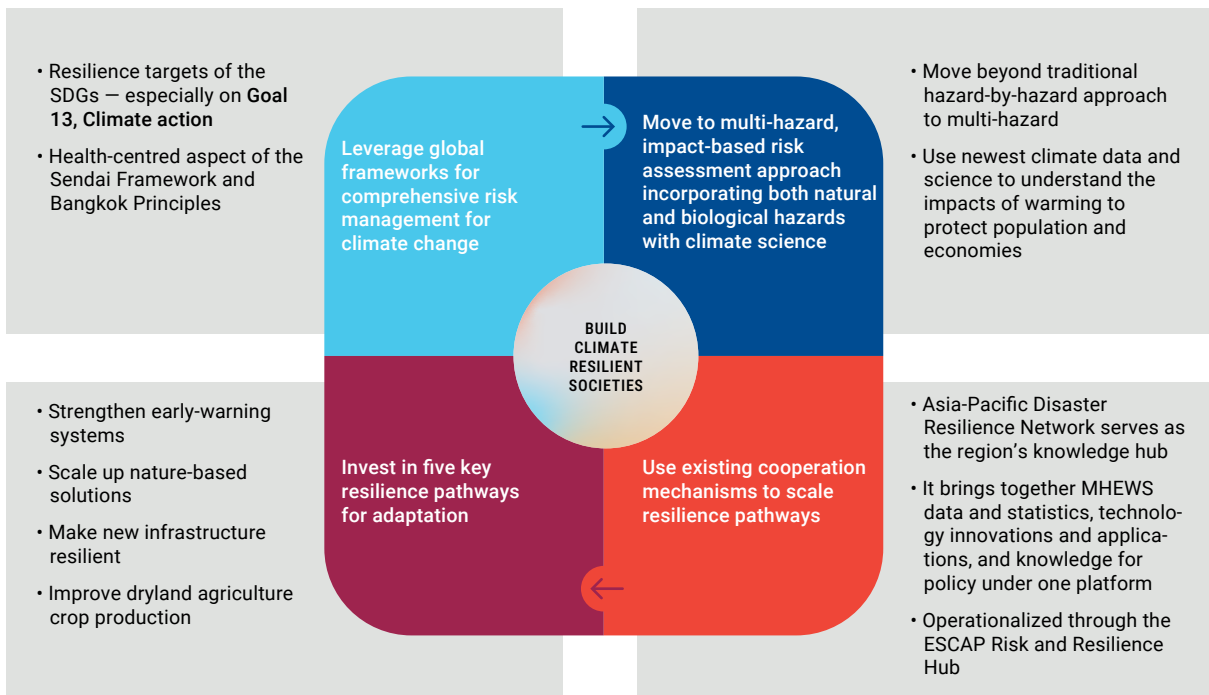 • Resilience targets of the
SDGs — especially on Goal
13, Climate action
• Health-centred aspect of the
Sendai Framework and
Bangkok Principles
Leverage global
frameworks for
comprehensive risk
management for
climate change
Move to multi-hazard,
impact-based risk
assessment approach
incorporating both natural
and biological hazards
with climate science
• Move beyond traditional
hazard-by-hazard approach
to multi-hazard
• Use newest climate data and
science to understand the
impacts of warming to
protect population and
economies
BUILD
CLIMATE
RESILIENT
SOCIETIES
• Strengthen early-warning
systems
• Scale up nature-based
solutions
• Make new infrastructure
resilient
• Improve dryland agriculture
crop production
Invest in five key
resilience pathways
for adaptation
Use existing cooperation
mechanisms to scale
resilience pathways
• Asia-Pacific Disaster
Resilience Network serves as
the region’s knowledge hub
• It brings together MHEWS
data and statistics, technolo-
gy innovations and applica-
tions, and knowledge for
policy under one platform
• Operationalized through the
ESCAP Risk and Resilience
Hub